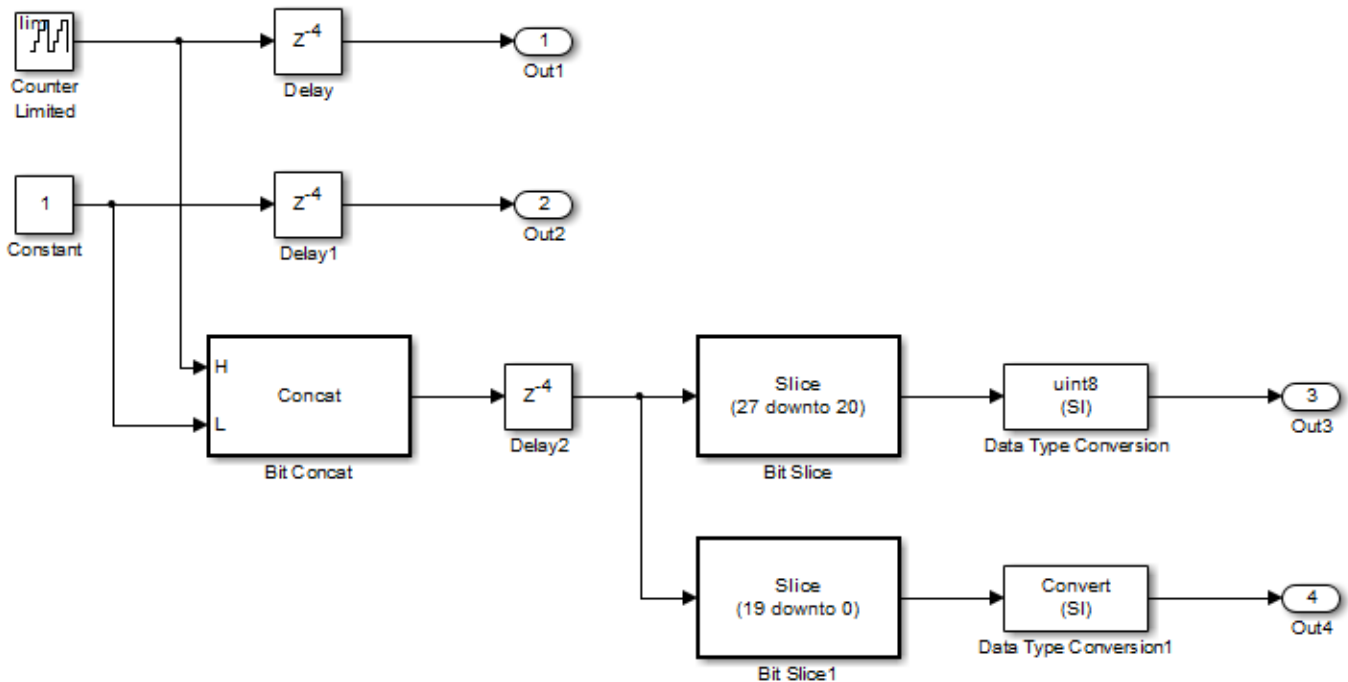 lim
Counter
Limited
Z-4
Delay
1
Out1
1
Constant
Z-4
Delay1
2
Out2
H
L
Concat
Bit Concat
Z-4
Delay2
Slice
(27 downto 20)
Bit Slice
uint8
(SI)
Data Type Conversion
3
Out3
Slice
(19 downto 0)
Bit Slice1
Convert
(SI)
Data Type Conversion1
4
Out4